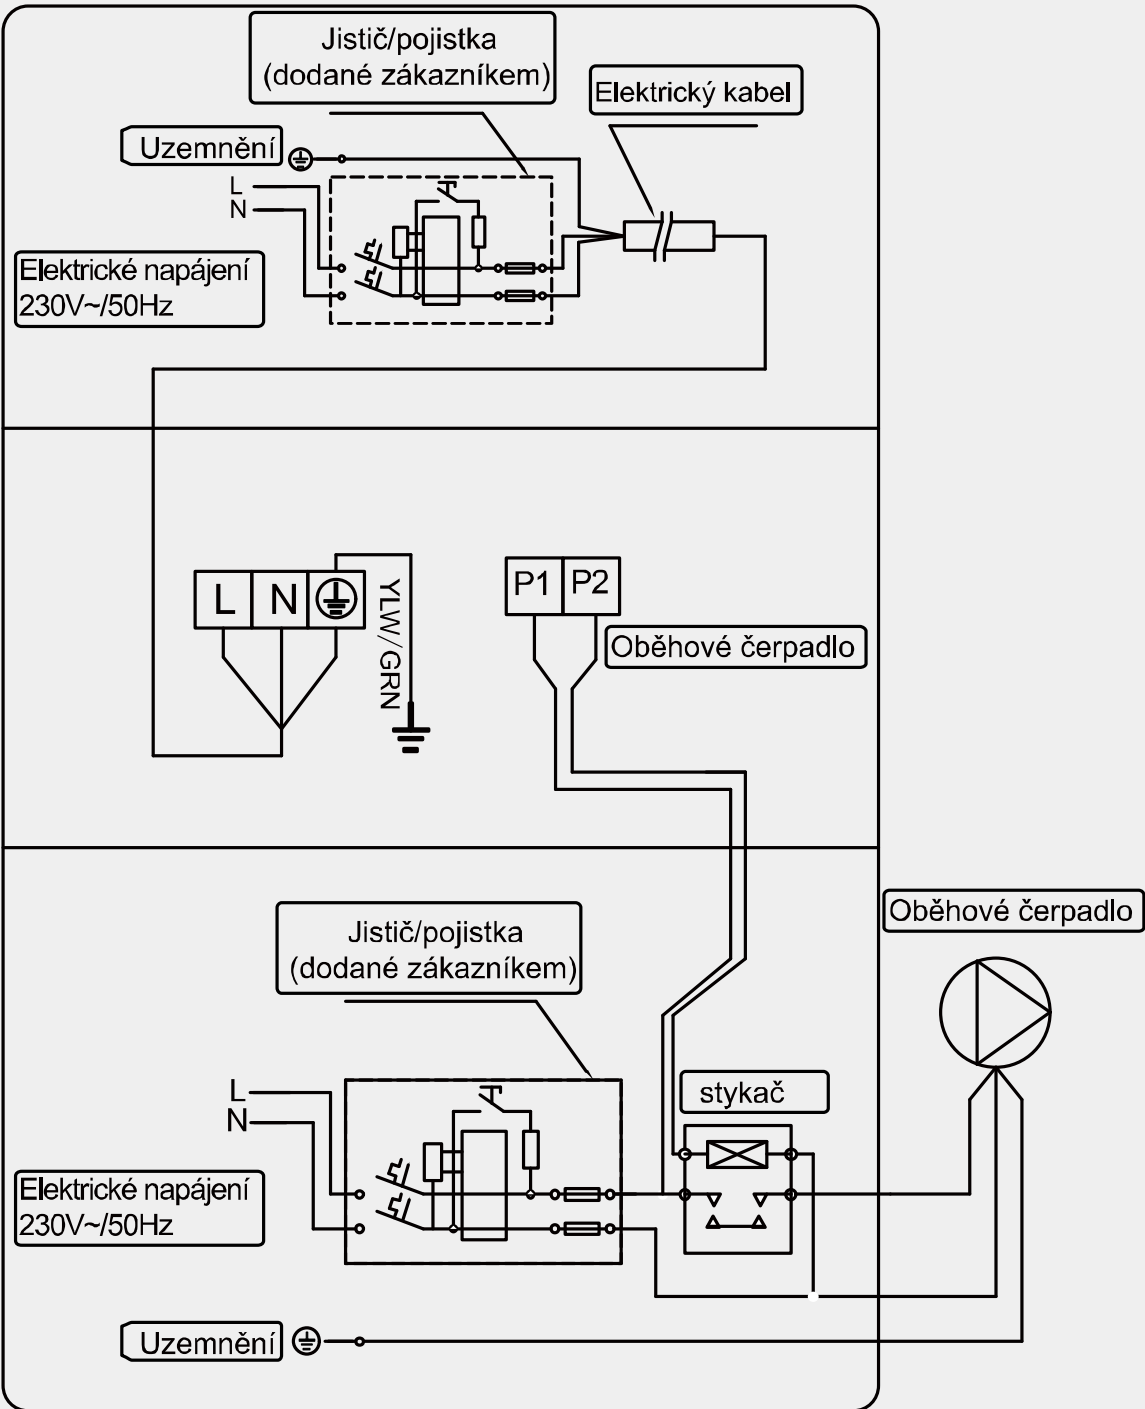 Jistič/pojistka
(dodané zákazníkem)
Elektrický kabel
Uzemnění
L
N
Elektrické napájení
230V~/50Hz
L N
YLW/GRN
P1 P2
Oběhové čerpadlo
Oběhové čerpadlo
Jistič/pojistka
(dodané zákazníkem)
L
N
stykač
Elektrické napájení
230V~/50Hz
Uzemnění